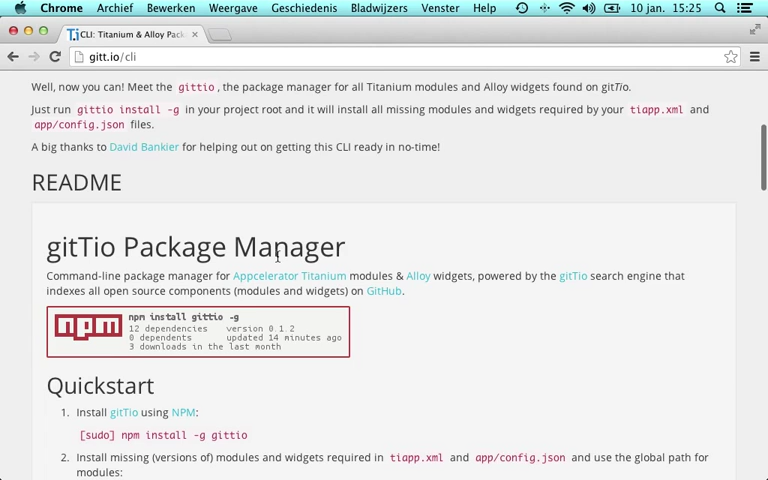 Chrome Archief Bewerken Weergave Geschiedenis Bladwijzers Venster Help 10 jan. 15:25
CLI: Titanium & Alloy Pack
gitt.io/cli
Well, now you can! Meet the gittio , the package manager for all Titanium modules and Alloy widgets found on gitTio.
Just run gittio install -g in your project root and it will install all missing modules and widgets required by your tiapp.xml and
app/config.json files.
A big thanks to David Bankier for helping out on getting this CLI ready in no-time!
README
gitTio Package Manager
Command-line package manager for Appcelerator Titanium modules & Alloy widgets, powered by the gitTio search engine that
indexes all open source components (modules and widgets) on GitHub.
npm
npm install gittio -g
12 dependencies version 0.1.2
0 dependents updated 14 minutes ago
3 downloads in the last month
Quickstart
1. Install gitTio using NPM:
[sudo] npm install -g gittio
2. Install missing (versions of) modules and widgets required in tiapp.xml and app/config.json and use the global path for
modules: